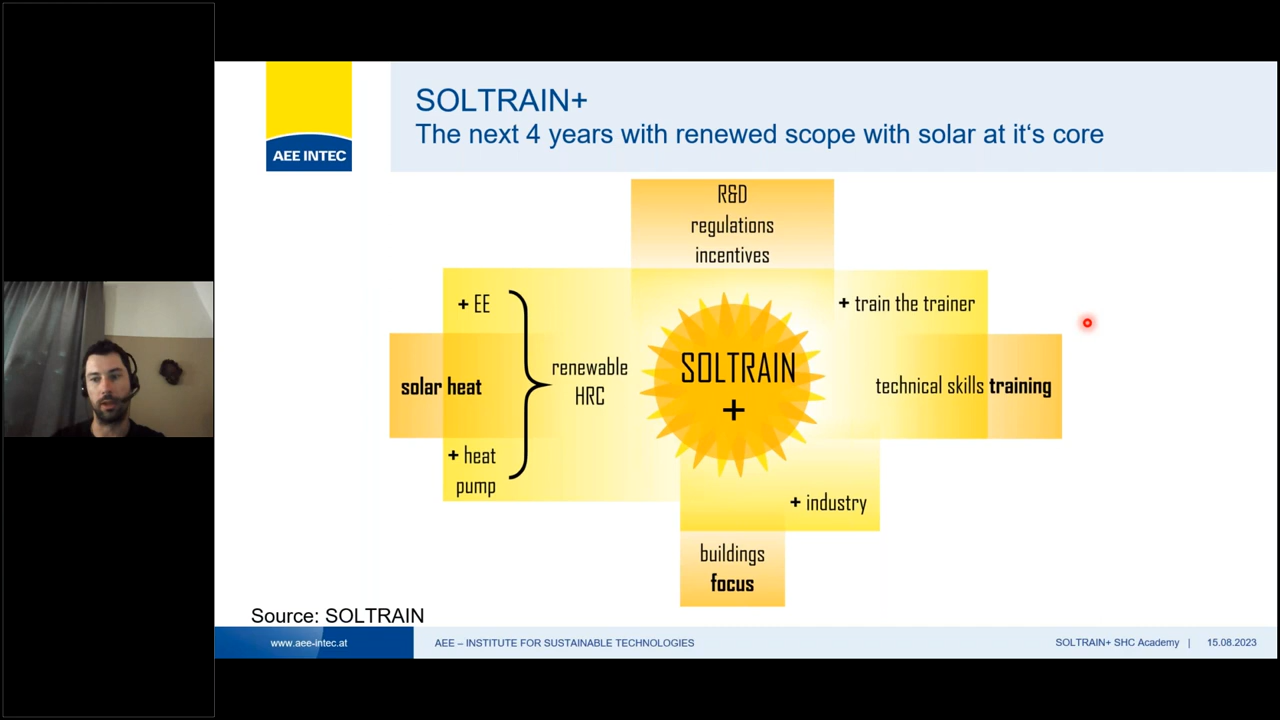 AEE INTEC
SOLTRAIN+
The next 4 years with renewed scope with solar at it‘s core
R&D
regulations
incentives
+ EE
solar heat
+ heat
pump
renewable
HRC
SOLTRAIN
+
+ train the trainer
technical skills training
+ industry
buildings
focus
Source: SOLTRAIN
www.aee-intec.at
AEE – INSTITUTE FOR SUSTAINABLE TECHNOLOGIES
SOLTRAIN+ SHC Academy | 15.08.2023